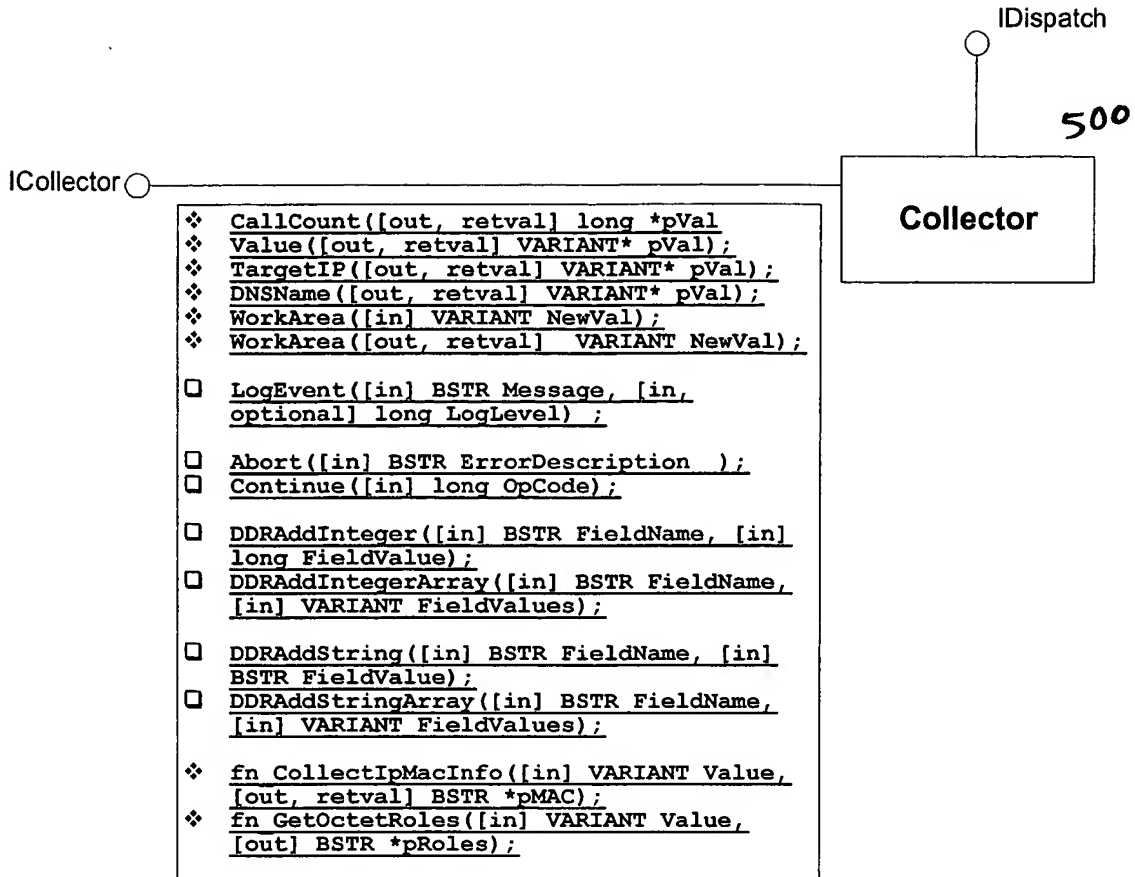 IDispatch
500
ICollector
Collector
❖ CallCount([out, retval] long *pVal
❖ Value([out, retval] VARIANT* pVal);
❖ TargetIP([out, retval] VARIANT* pVal);
❖ DNSName([out, retval] VARIANT* pVal);
❖ WorkArea([in] VARIANT NewVal);
❖ WorkArea([out, retval] VARIANT NewVal);
❑ LogEvent([in] BSTR Message, [in,
optional] long LogLevel) ;
❑ Abort([in] BSTR ErrorDescription );
❑ Continue([in] long OpCode);
❑ DDRAddInteger([in] BSTR FieldName, [in]
long FieldValue);
❑ DDRAddIntegerArray([in] BSTR FieldName,
[in] VARIANT FieldValues);
❑ DDRAddString([in] BSTR FieldName, [in]
BSTR FieldValue);
❑ DDRAddStringArray([in] BSTR FieldName,
[in] VARIANT FieldValues);
❖ fn CollectIpMacInfo([in] VARIANT Value,
[out, retval] BSTR *pMAC);
❖ fn GetOctetRoles([in] VARIANT Value,
[out] BSTR *pRoles);